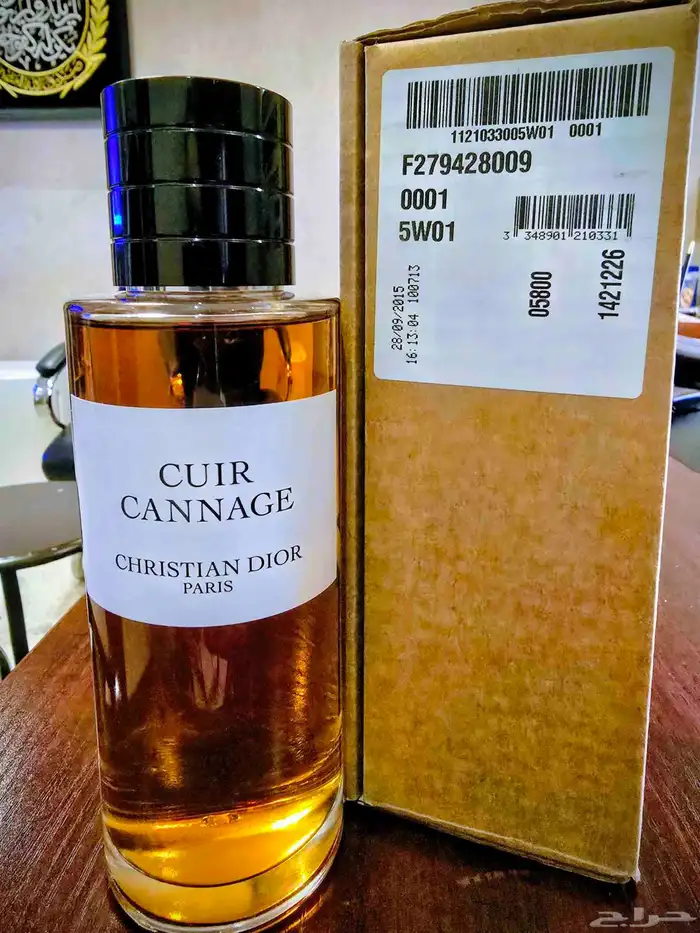 CUIR
CANNAGE
CHRISTIAN DIOR
PARIS
1121033005W01 0001
F279428009
0001
5W01
3 348901 210331
28/09/2015
16:13:04 100713
05800
1421226
حراج